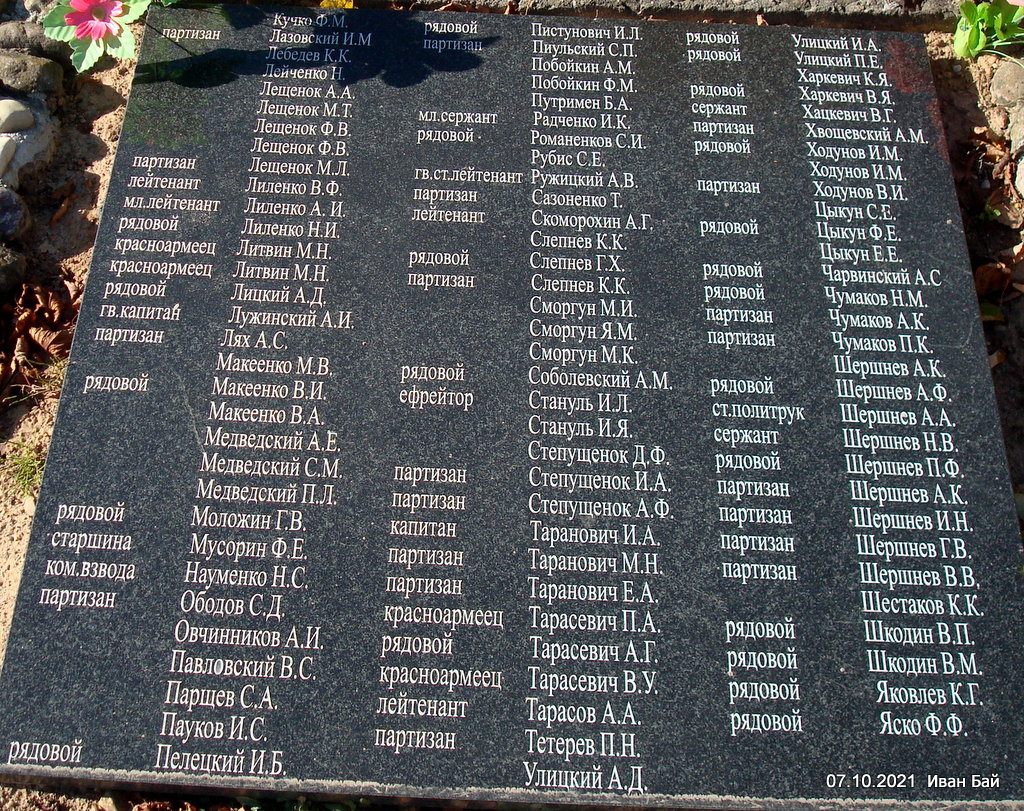 Кучко Ф.М.
партизан Лазовский И.М
Лебедев К.К.
Лейченко Н.
Лещенок А.А.
Лещенок М.Т.
Лещенок Ф.В.
Лещенок Ф.В.
партизан Лещенок М.Л.
лейтенант Лиленко В.Ф.
мл.лейтенант Лиленко А. И.
рядовой Лиленко Н.И.
красноармеец Литвин М.Н.
красноармеец Литвин М.Н.
рядовой Лицкий А.Д.
гв.капитан Лужинский А.И.
партизан Лях А.С.
Макеенко М.В.
рядовой Макеенко В.И.
Макеенко В.А.
Медведский А.Е.
Медведский С.М.
Медведский П.Л.
рядовой Моложин Г.В.
старшина Мусорин Ф.Е.
ком.взвода Науменко Н.С.
партизан Ободов С.Д.
Овчинников А.И.
Павловский В.С.
Парщев С.А.
Пауков И.С.
рядовой Пелецкий И.Б.
рядовой Пистунович И.Л.
партизан Пиульский С.П.
Побойкин А.М.
Побойкин Ф.М.
Путримен Б.А.
мл.сержант Радченко И.К.
рядовой Романенков С.И.
Рубис С.Е.
гв.ст.лейтенант Ружицкий А.В.
партизан Сазоненко Т.
лейтенант Скоморохин А.Г.
Слепнев К.К.
рядовой Слепнев Г.Х.
партизан Слепнев К.К.
Сморгун М.И.
Сморгун Я.М.
Сморгун М.К.
рядовой Соболевский А.М.
ефрейтор Стануль И.Л.
Стануль И.Я.
Степущенок Д.Ф.
партизан Степущенок И.А.
партизан Степущенок А.Ф.
капитан Таранович И.А.
партизан Таранович М.Н.
партизан Таранович Е.А.
красноармеец Тарасевич П.А.
рядовой Тарасевич А.Г.
красноармеец Тарасевич В.У.
лейтенант Тарасов А.А.
партизан Тетерев П.Н.
Улицкий А.Д.
рядовой Улицкий И.А.
рядовой Улицкий П.Е.
Харкевич К.Я.
рядовой Харкевич В.Я.
сержант Хацкевич В.Г.
партизан Хвощевский А.М.
рядовой Ходунов И.М.
Ходунов И.М.
партизан Ходунов В.И.
Цыкун С.Е.
рядовой Цыкун Ф.Е.
Цыкун Е.Е.
рядовой Чарвинский А.С
рядовой Чумаков Н.М.
партизан Чумаков А.К.
партизан Чумаков П.К.
Шершнев А.К.
рядовой Шершнев А.Ф.
ст.политрук Шершнев А.А.
сержант Шершнев Н.В.
рядовой Шершнев П.Ф.
партизан Шершнев А.К.
партизан Шершнев И.Н.
партизан Шершнев Г.В.
партизан Шершнев В.В.
Шестаков К.К.
рядовой Шкодин В.П.
рядовой Шкодин В.М.
рядовой Яковлев К.Г.
рядовой Яско Ф.Ф.
07.10.2021 Иван Бай